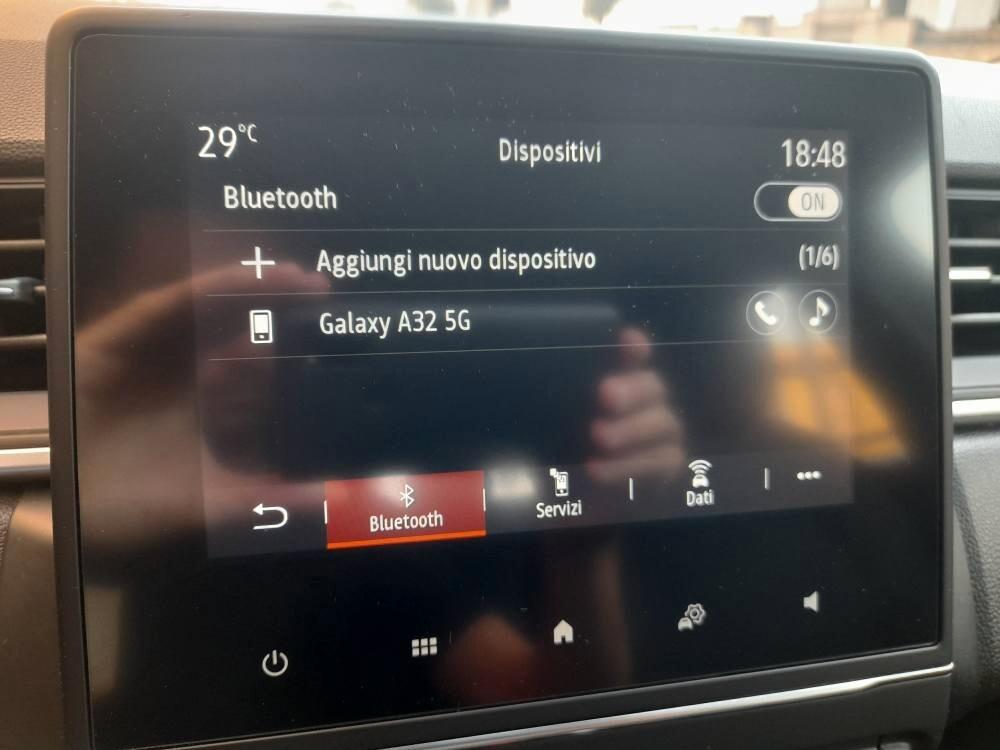 29°C Dispositivi 18:48
Bluetooth ON
Aggiungi nuovo dispositivo (1/6)
Galaxy A32 5G
Bluetooth Servizi Dati